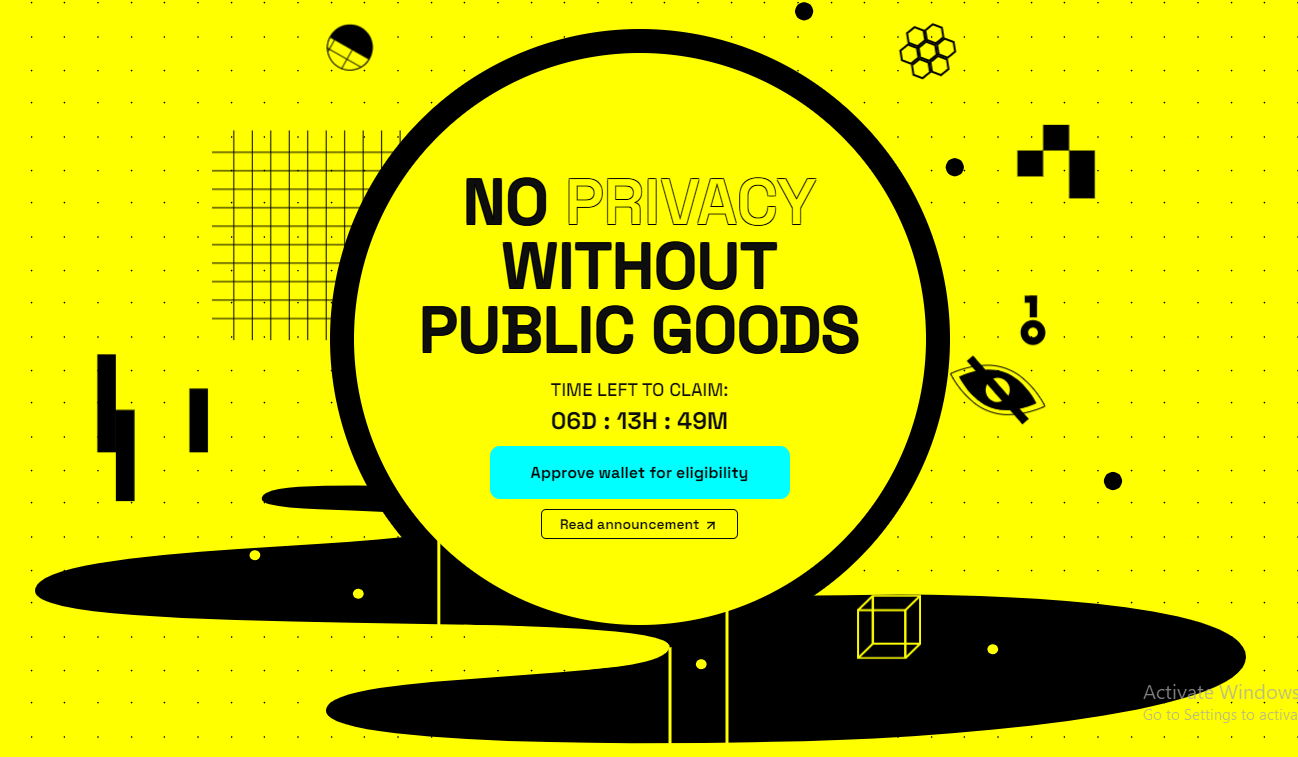 NO PRIVACY
WITHOUT
PUBLIC GOODS
TIME LEFT TO CLAIM:
06D : 13H : 49M
Approve wallet for eligibility
Read announcement ↗
Activate Windows
Go to Settings to activa